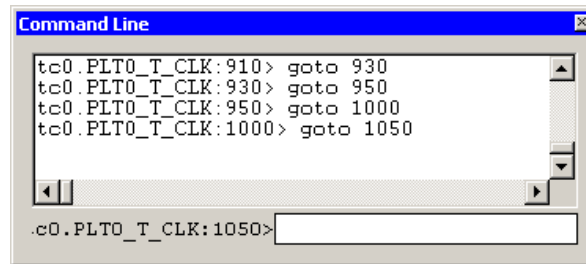 Command Line
tc0.PLT0_T_CLK:910> goto 930
tc0.PLT0_T_CLK:930> goto 950
tc0.PLT0_T_CLK:950> goto 1000
tc0.PLT0_T_CLK:1000> goto 1050
.c0.PLT0_T_CLK:1050>